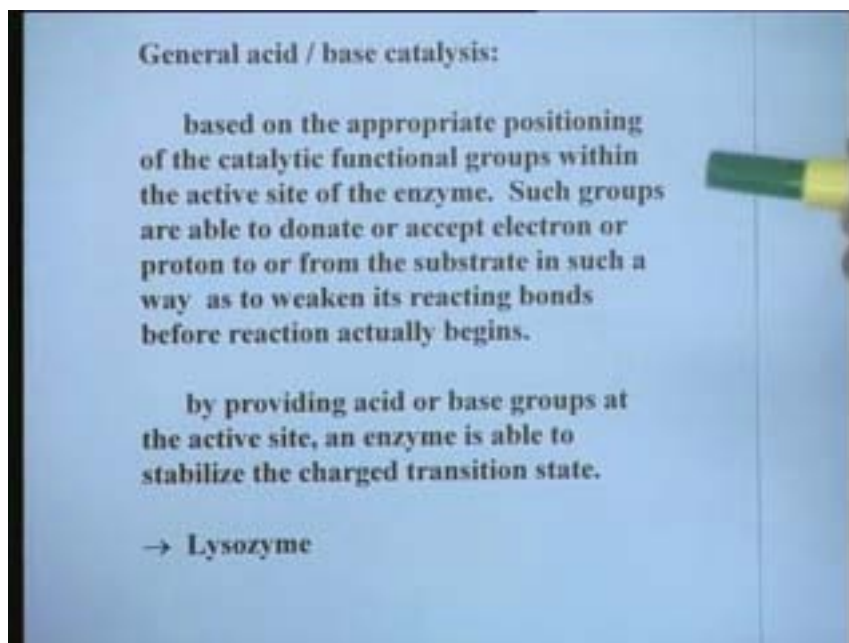 General acid / base catalysis:
based on the appropriate positioning
of the catalytic functional groups within
the active site of the enzyme. Such groups
are able to donate or accept electron or
proton to or from the substrate in such a
way as to weaken its reacting bonds
before reaction actually begins.
by providing acid or base groups at
the active site, an enzyme is able to
stabilize the charged transition state.
→ Lysozyme